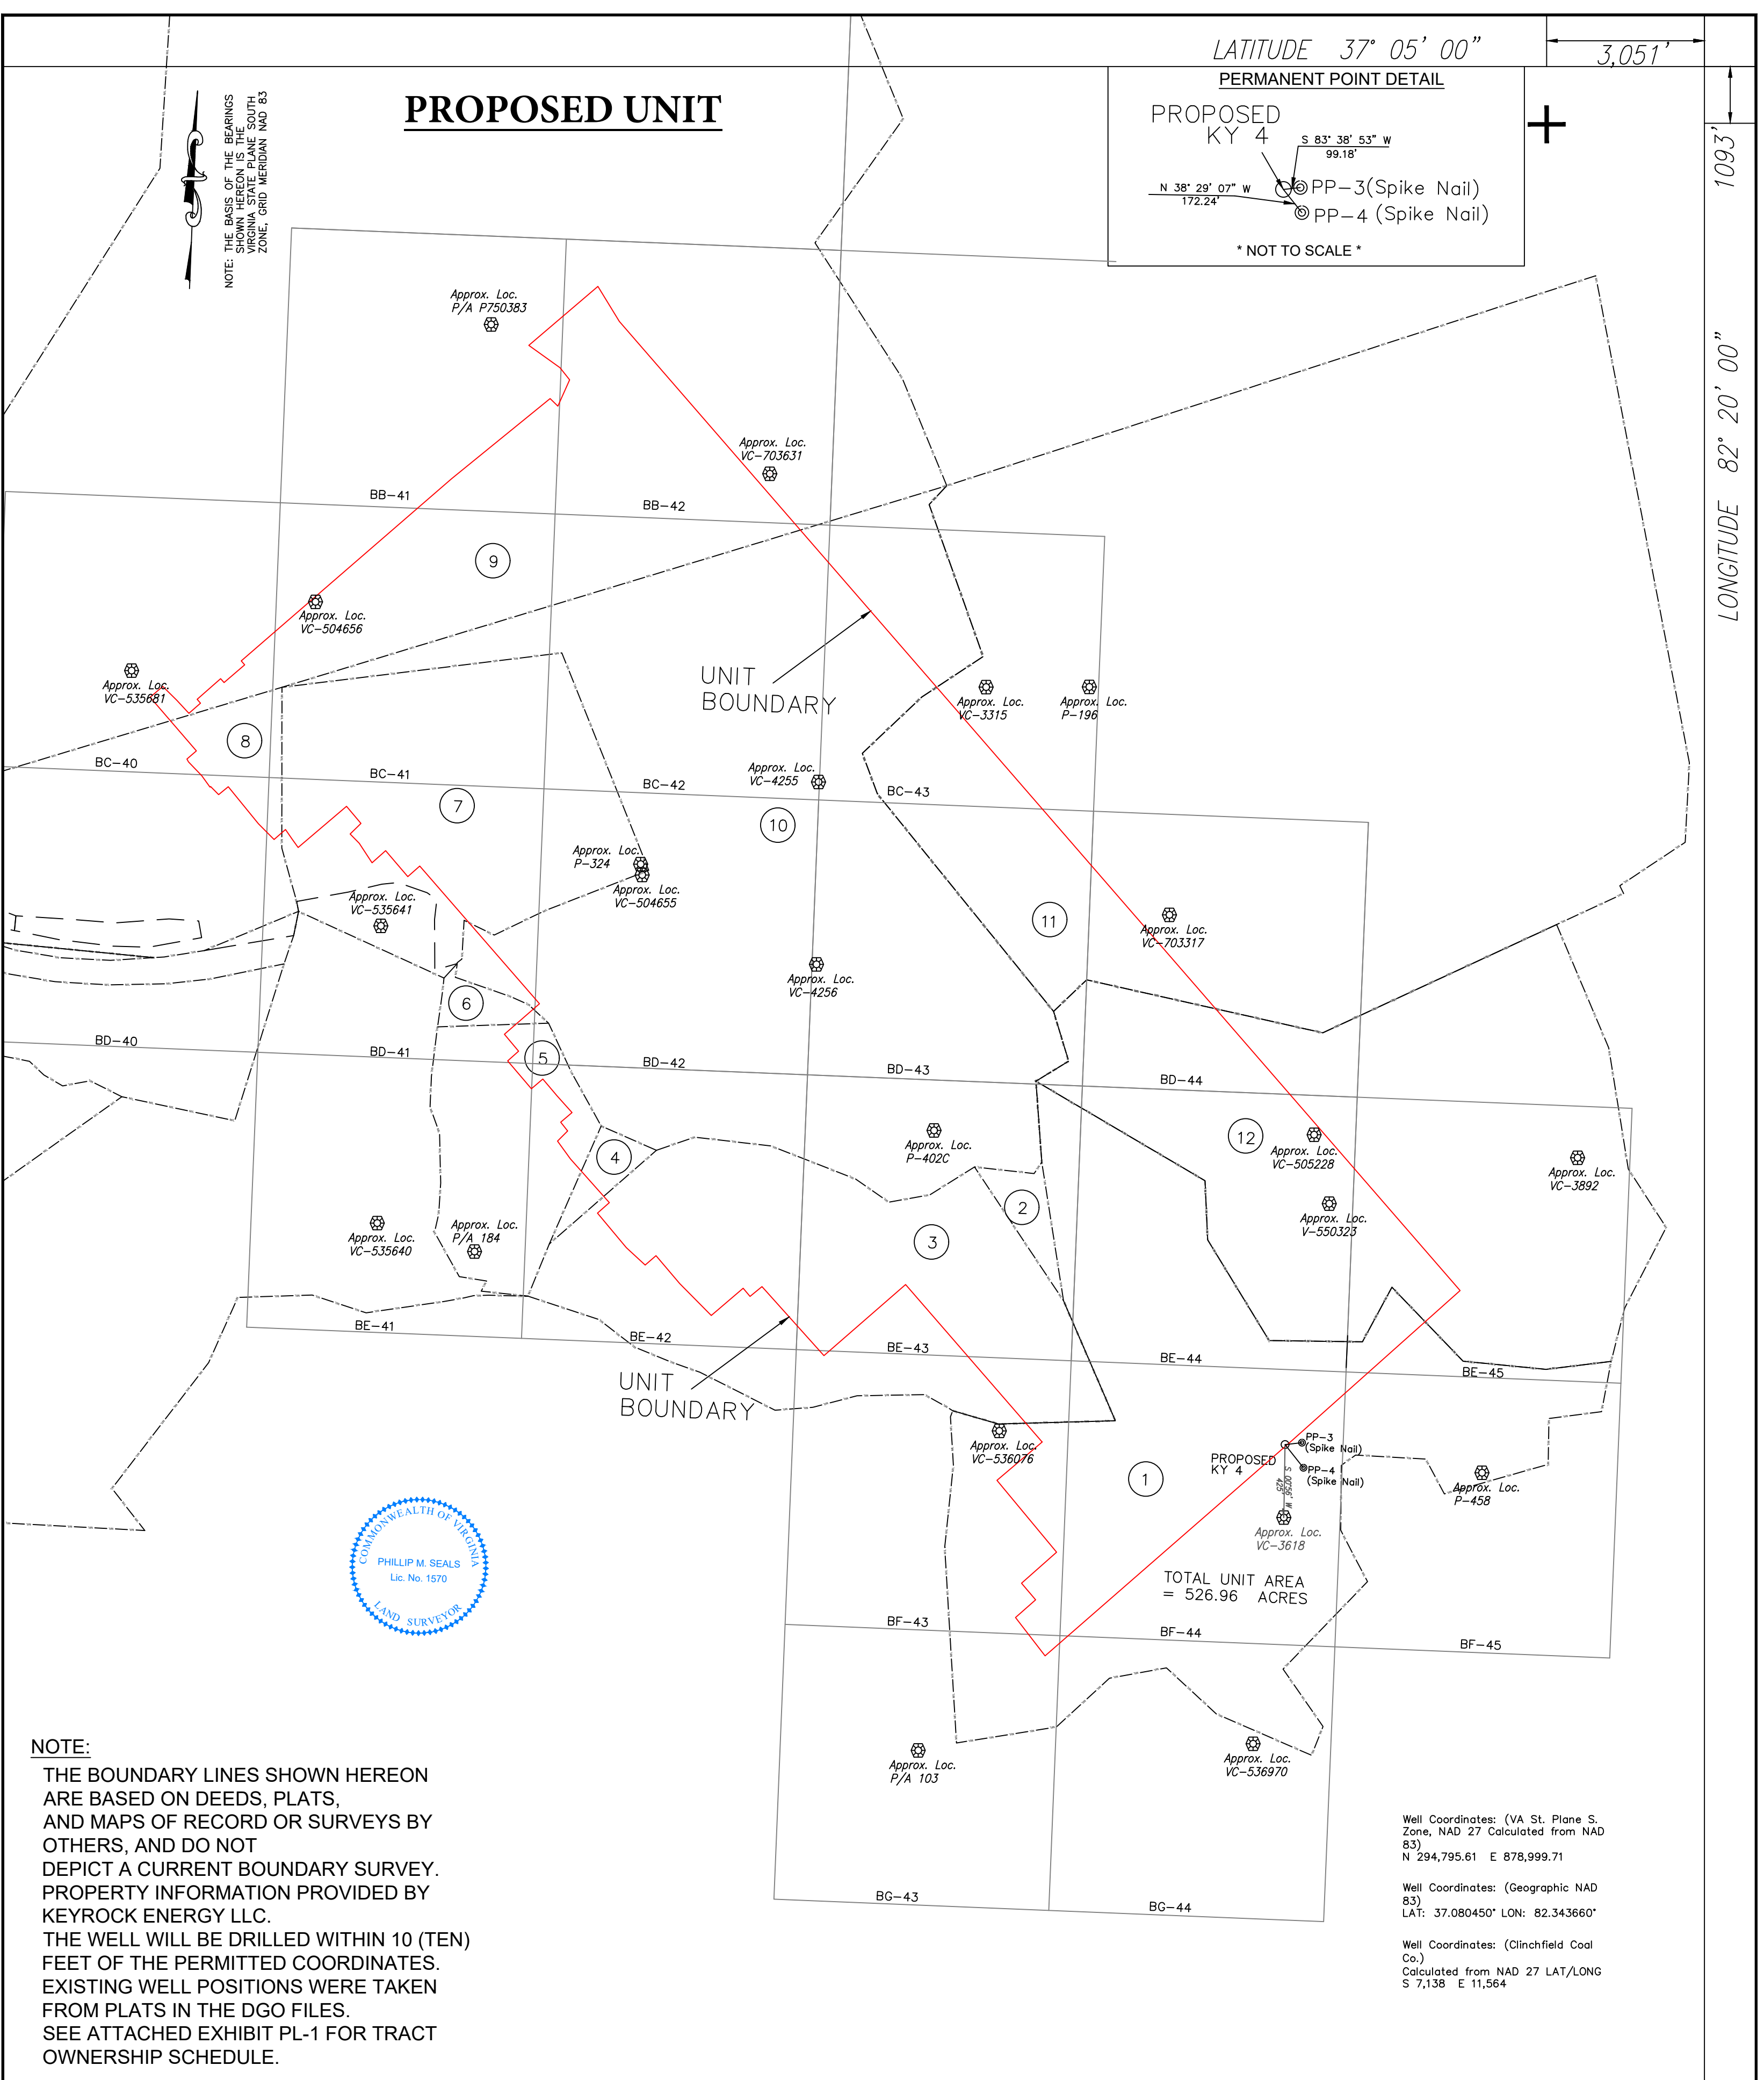 LATITUDE 37° 05' 00"
3,051'
1093'
LONGITUDE 82° 20' 00"
PROPOSED UNIT
NOTE: THE BASIS OF THE BEARINGS
SHOWN HEREON IS THE
VIRGINIA STATE PLANE SOUTH
ZONE, GRID MERIDIAN NAD 83
PERMANENT POINT DETAIL
PROPOSED
KY 4
S 83° 38' 53" W
99.18'
N 38° 29' 07" W
172.24'
PP-3(Spike Nail)
PP-4 (Spike Nail)
* NOT TO SCALE *
Approx. Loc.
P/A P750383
Approx. Loc.
VC-703631
BB-41
BB-42
9
Approx. Loc.
VC-504656
Approx. Loc.
VC-535681
UNIT
BOUNDARY
Approx. Loc.
VC-3315
Approx. Loc.
P-196
8
BC-40
BC-41
BC-42
BC-43
Approx. Loc.
VC-4255
7
10
Approx. Loc.
P-324
Approx. Loc.
VC-504655
Approx. Loc.
VC-535641
11
Approx. Loc.
VC-703317
Approx. Loc.
VC-4256
6
BD-40
BD-41
5
BD-42
BD-43
BD-44
Approx. Loc.
P-402C
12
Approx. Loc.
VC-505228
Approx. Loc.
VC-3892
4
2
Approx. Loc.
V-550323
Approx. Loc.
VC-535640
Approx. Loc.
P/A 184
3
BE-41
BE-42
BE-43
BE-44
BE-45
UNIT
BOUNDARY
Approx. Loc.
VC-536076
1
PROPOSED
KY 4
PP-3
(Spike Nail)
PP-4
(Spike Nail)
S 00°56' W
425'
Approx. Loc.
P-458
Approx. Loc.
VC-3618
TOTAL UNIT AREA
= 526.96 ACRES
COMMONWEALTH OF VIRGINIA
PHILLIP M. SEALS
Lic. No. 1570
LAND SURVEYOR
BF-43
BF-44
BF-45
Approx. Loc.
P/A 103
Approx. Loc.
VC-536970
BG-43
BG-44
NOTE:
THE BOUNDARY LINES SHOWN HEREON
ARE BASED ON DEEDS, PLATS,
AND MAPS OF RECORD OR SURVEYS BY
OTHERS, AND DO NOT
DEPICT A CURRENT BOUNDARY SURVEY.
PROPERTY INFORMATION PROVIDED BY
KEYROCK ENERGY LLC.
THE WELL WILL BE DRILLED WITHIN 10 (TEN)
FEET OF THE PERMITTED COORDINATES.
EXISTING WELL POSITIONS WERE TAKEN
FROM PLATS IN THE DGO FILES.
SEE ATTACHED EXHIBIT PL-1 FOR TRACT
OWNERSHIP SCHEDULE.
Well Coordinates: (VA St. Plane S.
Zone, NAD 27 Calculated from NAD
83)
N 294,795.61 E 878,999.71
Well Coordinates: (Geographic NAD
83)
LAT: 37.080450° LON: 82.343660°
Well Coordinates: (Clinchfield Coal
Co.)
Calculated from NAD 27 LAT/LONG
S 7,138 E 11,564